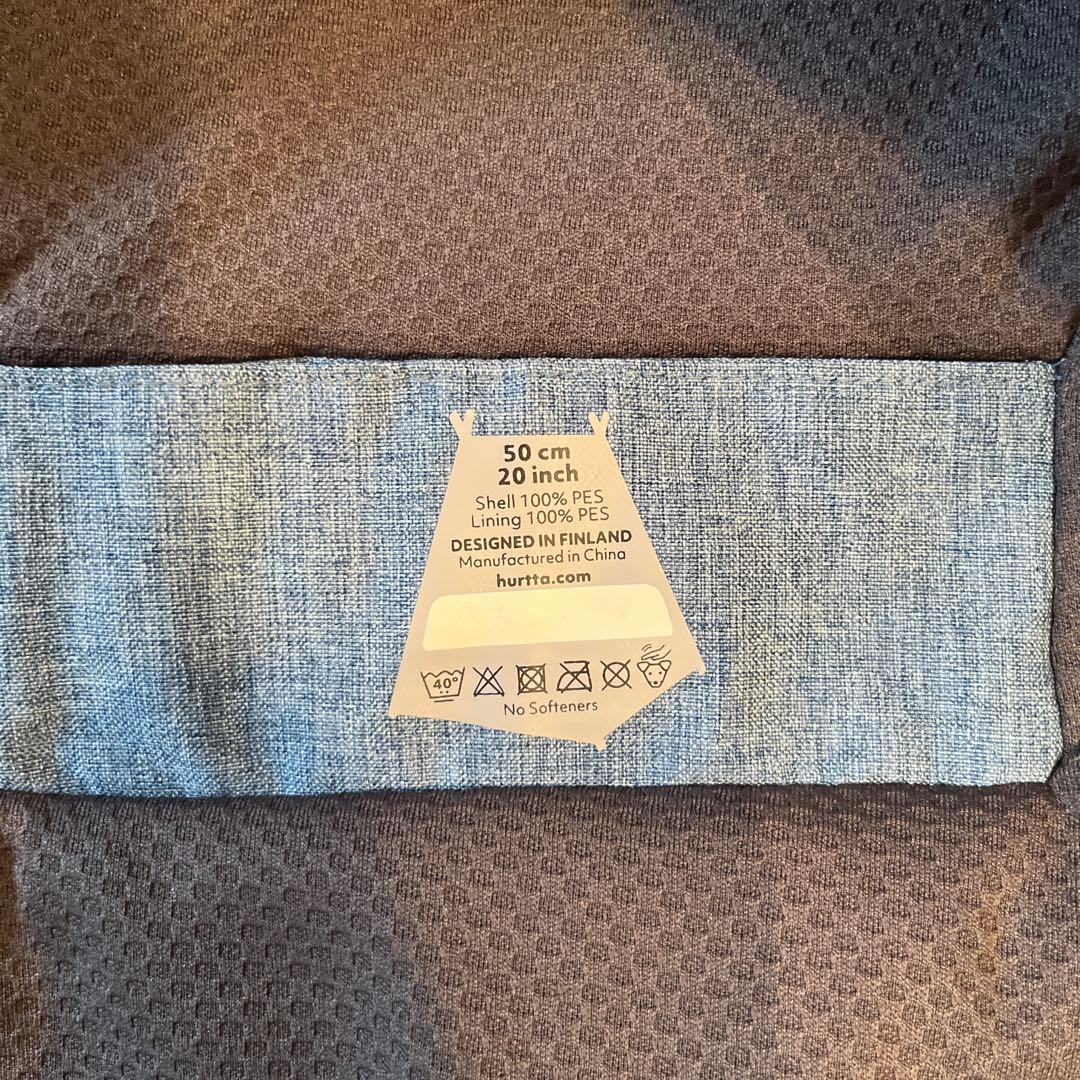 50 cm
20 inch
Shell 100% PES
Lining 100% PES
DESIGNED IN FINLAND
Manufactured in China
hurtta.com
40°
No Softeners